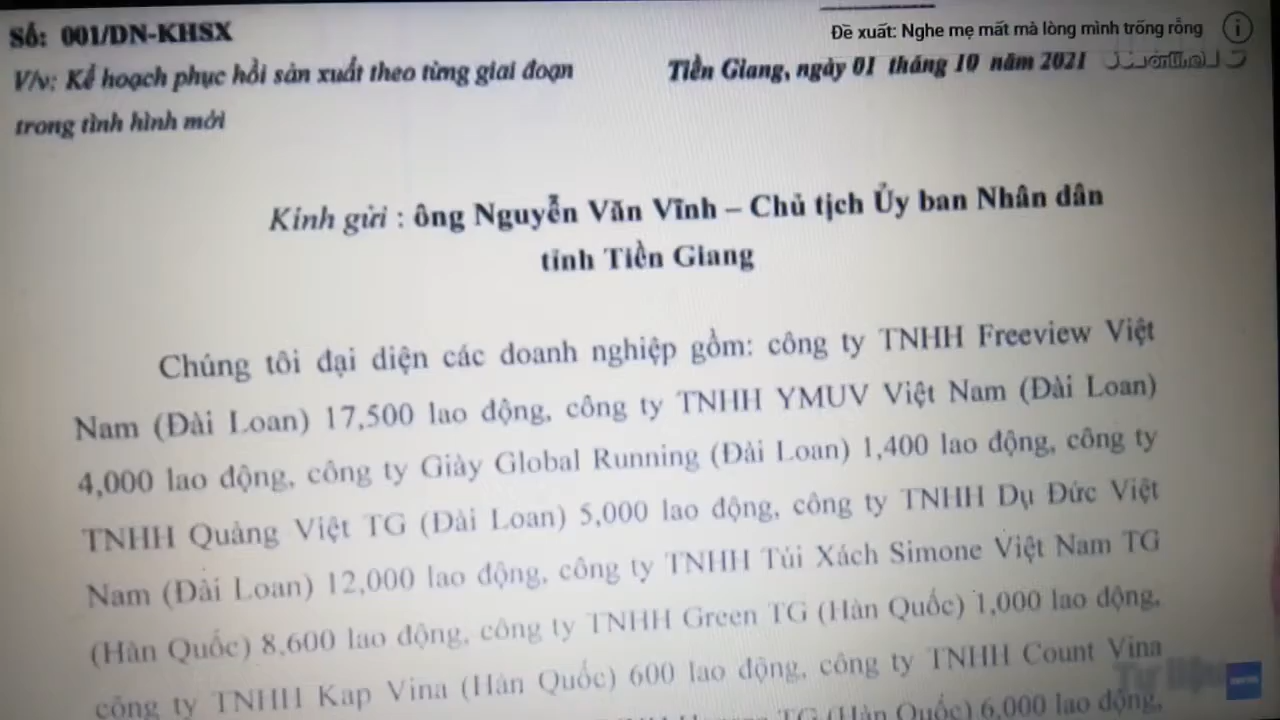 Số: 001/DN-KHSX
Đề xuất: Nghe mẹ mất mà lòng mình trống rỗng
V/v: Kế hoạch phục hồi sản xuất theo từng giai đoạn
trong tình hình mới
Tiền Giang, ngày 01 tháng 10 năm 2021
Kính gửi : ông Nguyễn Văn Vĩnh – Chủ tịch Ủy ban Nhân dân
tỉnh Tiền Giang
Chúng tôi đại diện các doanh nghiệp gồm: công ty TNHH Freeview Việt
Nam (Đài Loan) 17,500 lao động, công ty TNHH YMUV Việt Nam (Đài Loan)
4,000 lao động, công ty Giày Global Running (Đài Loan) 1,400 lao động, công ty
TNHH Quảng Việt TG (Đài Loan) 5,000 lao động, công ty TNHH Dụ Đức Việt
Nam (Đài Loan) 12,000 lao động, công ty TNHH Túi Xách Simone Việt Nam TG
(Hàn Quốc) 8,600 lao động, công ty TNHH Green TG (Hàn Quốc) 1,000 lao động,
công ty TNHH Kap Vina (Hàn Quốc) 600 lao động, công ty TNHH Count Vina
TG (Hàn Quốc) 6,000 lao động,
Tư liệu